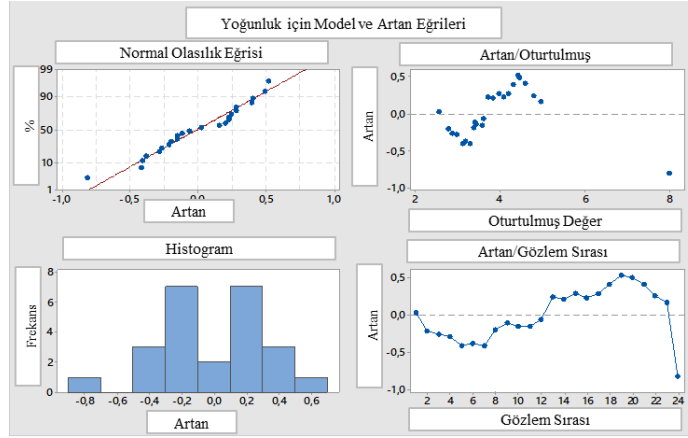 Yoğunluk için Model ve Artan Eğrileri
Normal Olasılık Eğrisi
%
99
90
50
10
1
-1,0 -0,5 0,0 0,5 1,0
Artan
Artan/Oturtulmuş
Artan
0,5
0,0
-0,5
-1,0
2 4 6 8
Oturtulmuş Değer
Histogram
Frekans
8
6
4
2
0
-0,8 -0,6 -0,4 -0,2 0,0 0,2 0,4 0,6
Artan
Artan/Gözlem Sırası
Artan
0,5
0,0
-0,5
-1,0
2 4 6 8 10 12 14 16 18 20 22 24
Gözlem Sırası